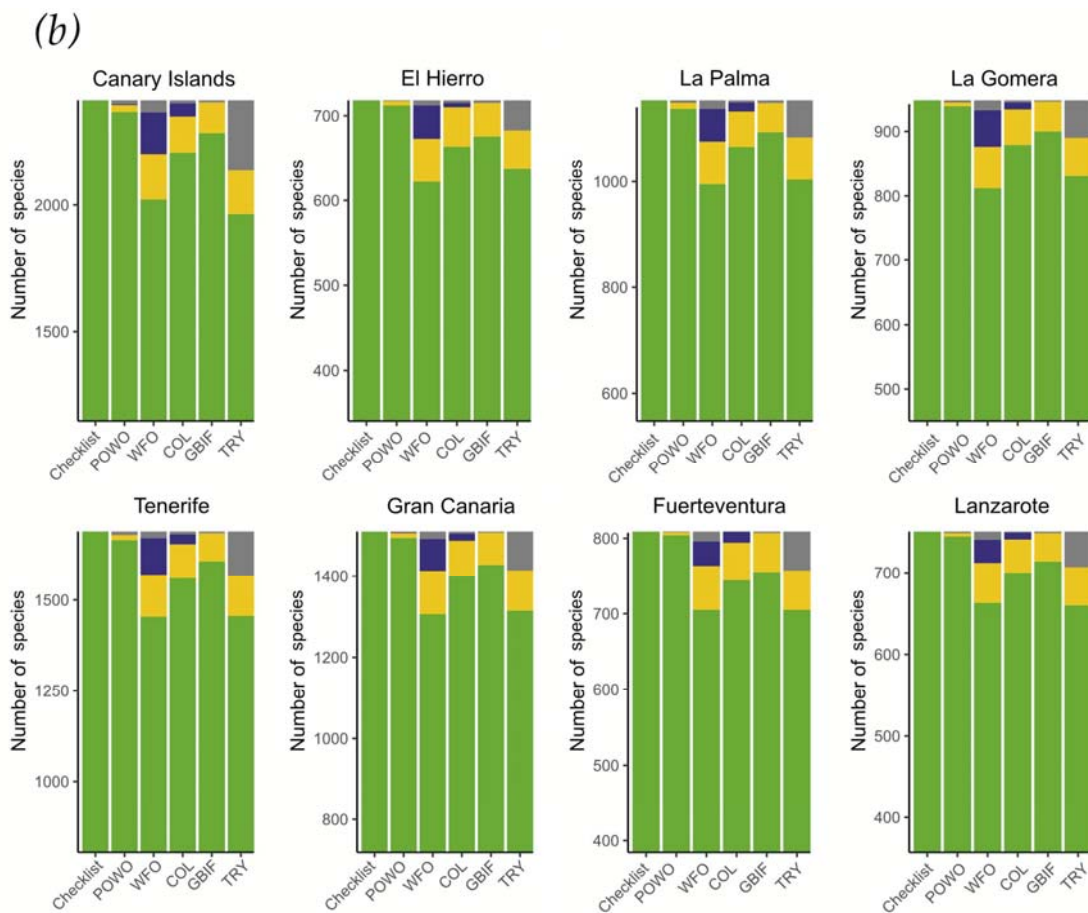 (b)
Canary Islands
El Hierro
La Palma
La Gomera
Number of species
2000
1500
Number of species
700
600
500
400
Number of species
1000
800
600
Number of species
900
800
700
600
500
Checklist
POWO
WFO
COL
GBIF
TRY
Checklist
POWO
WFO
COL
GBIF
TRY
Checklist
POWO
WFO
COL
GBIF
TRY
Checklist
POWO
WFO
COL
GBIF
TRY
Tenerife
Gran Canaria
Fuerteventura
Lanzarote
Number of species
1500
1250
1000
Number of species
1400
1200
1000
800
Number of species
800
700
600
500
400
Number of species
700
600
500
400
Checklist
POWO
WFO
COL
GBIF
TRY
Checklist
POWO
WFO
COL
GBIF
TRY
Checklist
POWO
WFO
COL
GBIF
TRY
Checklist
POWO
WFO
COL
GBIF
TRY